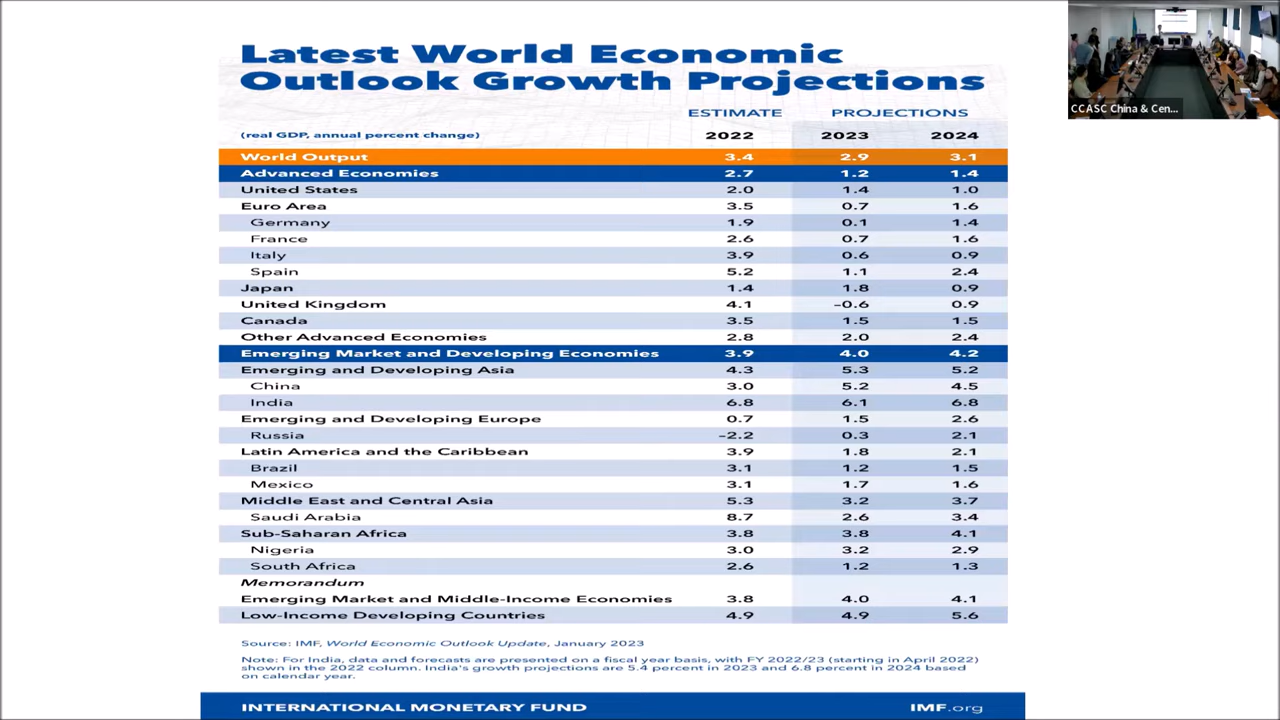 Latest World Economic
Outlook Growth Projections
ESTIMATE PROJECTIONS
(real GDP, annual percent change) 2022 2023 2024
World Output 3.4 2.9 3.1
Advanced Economies 2.7 1.2 1.4
United States 2.0 1.4 1.0
Euro Area 3.5 0.7 1.6
Germany 1.9 0.1 1.4
France 2.6 0.7 1.6
Italy 3.9 0.6 0.9
Spain 5.2 1.1 2.4
Japan 1.4 1.8 0.9
United Kingdom 4.1 –0.6 0.9
Canada 3.5 1.5 1.5
Other Advanced Economies 2.8 2.0 2.4
Emerging Market and Developing Economies 3.9 4.0 4.2
Emerging and Developing Asia 4.3 5.3 5.2
China 3.0 5.2 4.5
India 6.8 6.1 6.8
Emerging and Developing Europe 0.7 1.5 2.6
Russia –2.2 0.3 2.1
Latin America and the Caribbean 3.9 1.8 2.1
Brazil 3.1 1.2 1.5
Mexico 3.1 1.7 1.6
Middle East and Central Asia 5.3 3.2 3.7
Saudi Arabia 8.7 2.6 3.4
Sub-Saharan Africa 3.8 3.8 4.1
Nigeria 3.0 3.2 2.9
South Africa 2.6 1.2 1.3
Memorandum
Emerging Market and Middle-Income Economies 3.8 4.0 4.1
Low-Income Developing Countries 4.9 4.9 5.6
Source: IMF, World Economic Outlook Update, January 2023
Note: For India, data and forecasts are presented on a fiscal year basis, with FY 2022/23 (starting in April 2022)
shown in the 2022 column. India's growth projections are 5.4 percent in 2023 and 6.8 percent in 2024 based
on calendar year.
INTERNATIONAL MONETARY FUND IMF.org
CCASC China & Cen...